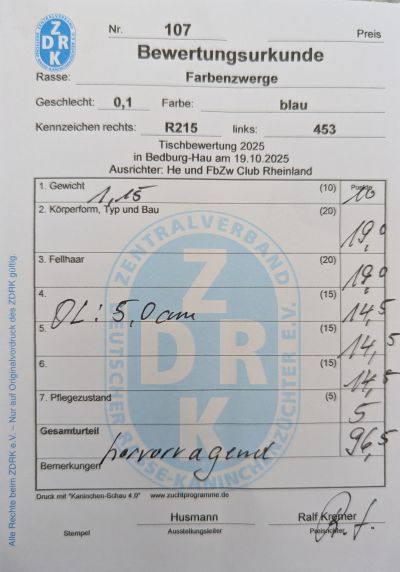 Nr. 107 Preis
Bewertungsurkunde
Rasse: Farbenzwerge
Geschlecht: 0,1 Farbe: blau
Kennzeichen rechts: R215 links: 453
Tischbewertung 2025
in Bedburg-Hau am 19.10.2025
Ausrichter: He und FbZw Club Rheinland
1. Gewicht 1,15 (10) Punkte 10
2. Körperform, Typ und Bau (20) 19,0
3. Fellhaar (20) 19,0
4. OL: 5,0cm (15) 14,5
5. (15) 14,5
6. (15) 14,5
7. Pflegezustand (5) 5
Gesamturteil hervorragend 96,5
Bemerkungen
Druck mit "Kaninchen-Schau 4.0" www.zuchtprogramme.de
Husmann Ralf Kremer
Stempel Ausstellungsleiter Preisrichter
Alle Rechte beim ZDRK e.V. – Nur auf Originalvordruck des ZDRK gültig.
ZDRK
ZENTRALVERBAND DEUTSCHER RASSE-KANINCHENZÜCHTER E.V.